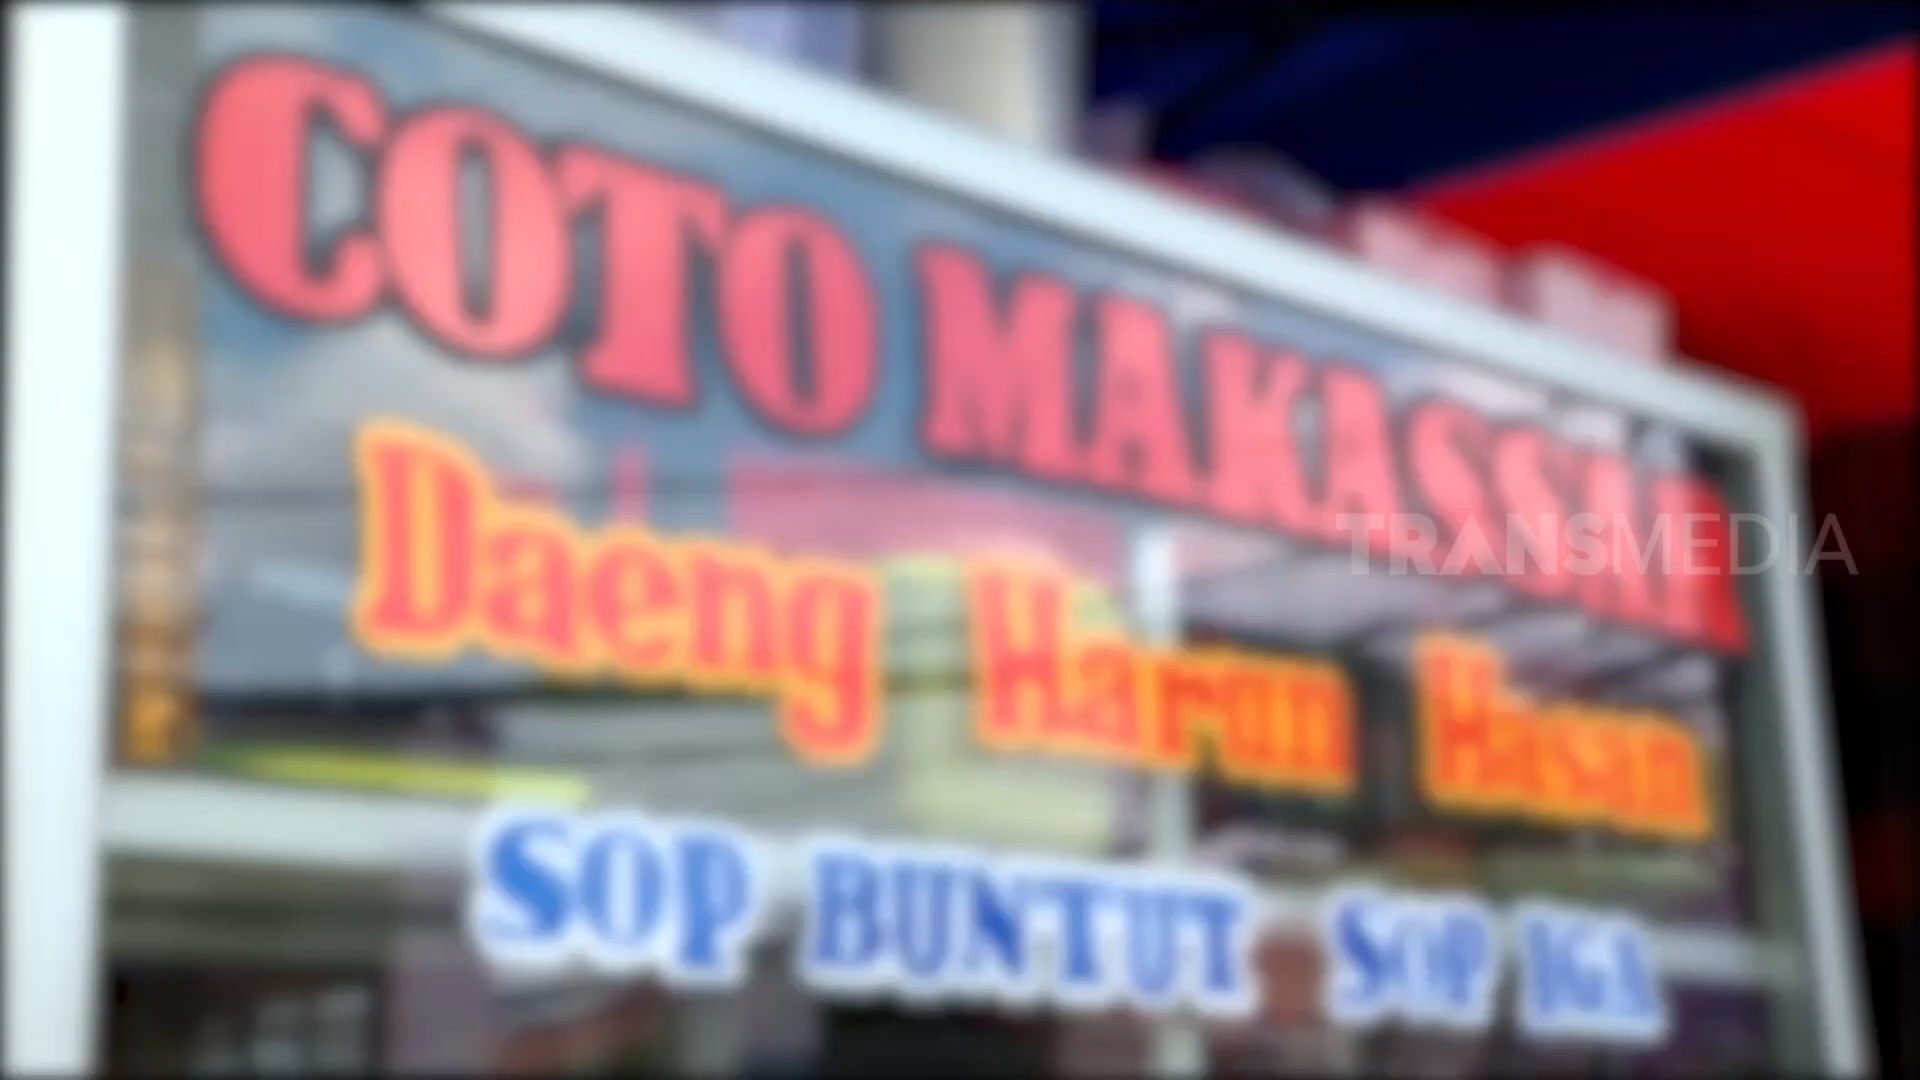 COTO MAKASSAR
TRANSMEDIA
Daeng Harun Hasan
SOP BUNTUT SOP IGA